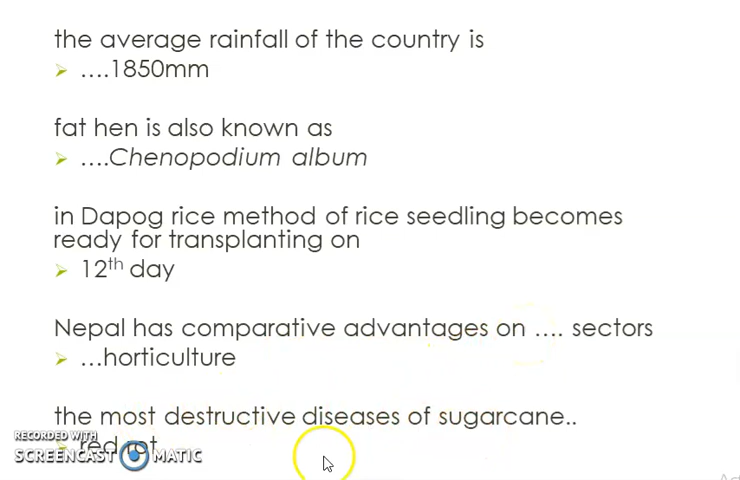 the average rainfall of the country is
➢ ....1850mm
fat hen is also known as
➢ ....Chenopodium album
in Dapog rice method of rice seedling becomes
ready for transplanting on
➢ 12th day
Nepal has comparative advantages on .... sectors
➢ ...horticulture
the most destructive diseases of sugarcane..
➢ red rot
RECORDED WITH
SCREENCAST MATIC